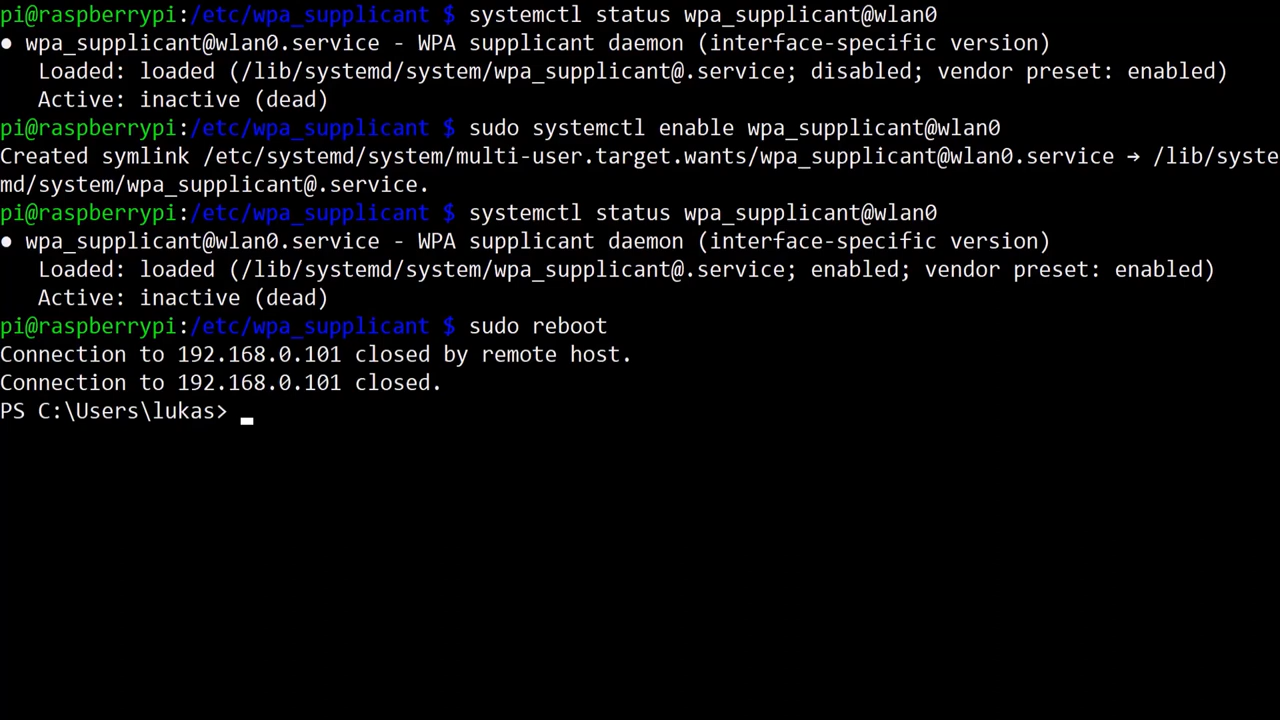 pi@raspberrypi:/etc/wpa_supplicant $ systemctl status wpa_supplicant@wlan0
● wpa_supplicant@wlan0.service - WPA supplicant daemon (interface-specific version)
   Loaded: loaded (/lib/systemd/system/wpa_supplicant@.service; disabled; vendor preset: enabled)
   Active: inactive (dead)
pi@raspberrypi:/etc/wpa_supplicant $ sudo systemctl enable wpa_supplicant@wlan0
Created symlink /etc/systemd/system/multi-user.target.wants/wpa_supplicant@wlan0.service → /lib/syste
md/system/wpa_supplicant@.service.
pi@raspberrypi:/etc/wpa_supplicant $ systemctl status wpa_supplicant@wlan0
● wpa_supplicant@wlan0.service - WPA supplicant daemon (interface-specific version)
   Loaded: loaded (/lib/systemd/system/wpa_supplicant@.service; enabled; vendor preset: enabled)
   Active: inactive (dead)
pi@raspberrypi:/etc/wpa_supplicant $ sudo reboot
Connection to 192.168.0.101 closed by remote host.
Connection to 192.168.0.101 closed.
PS C:\Users\lukas> _